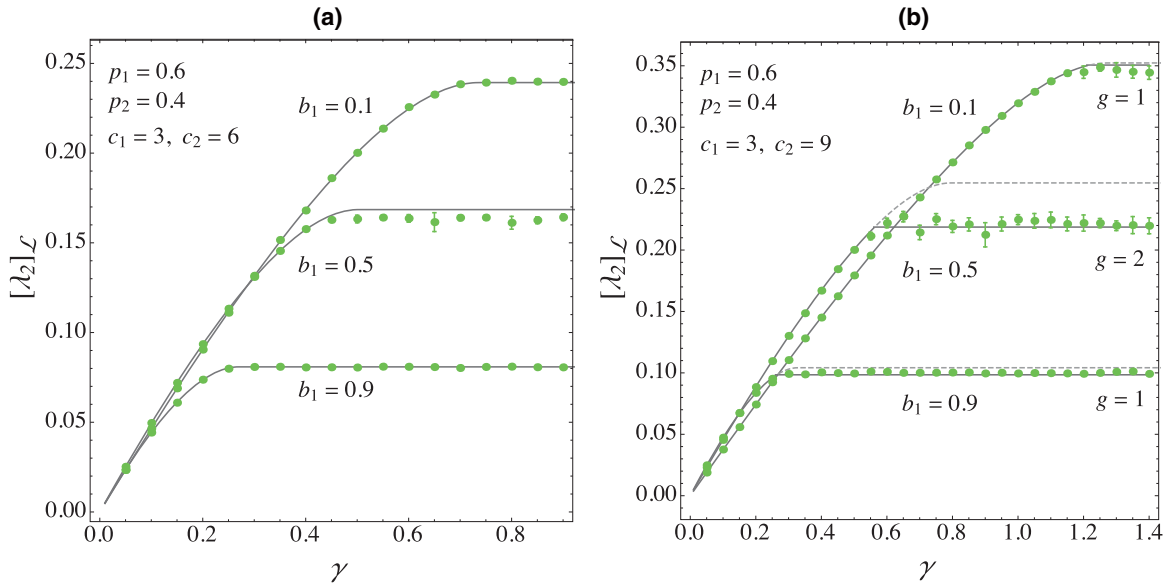 (a)
p₁ = 0.6
p₂ = 0.4
c₁ = 3, c₂ = 6
b₁ = 0.1
b₁ = 0.5
b₁ = 0.9
[λ₂]ℒ
0.25
0.20
0.15
0.10
0.05
0.00
0.0 0.2 0.4 0.6 0.8
γ
(b)
p₁ = 0.6
p₂ = 0.4
c₁ = 3, c₂ = 9
b₁ = 0.1
g = 1
b₁ = 0.5
g = 2
b₁ = 0.9
g = 1
[λ₂]ℒ
0.35
0.30
0.25
0.20
0.15
0.10
0.05
0.00
0.0 0.2 0.4 0.6 0.8 1.0 1.2 1.4
γ